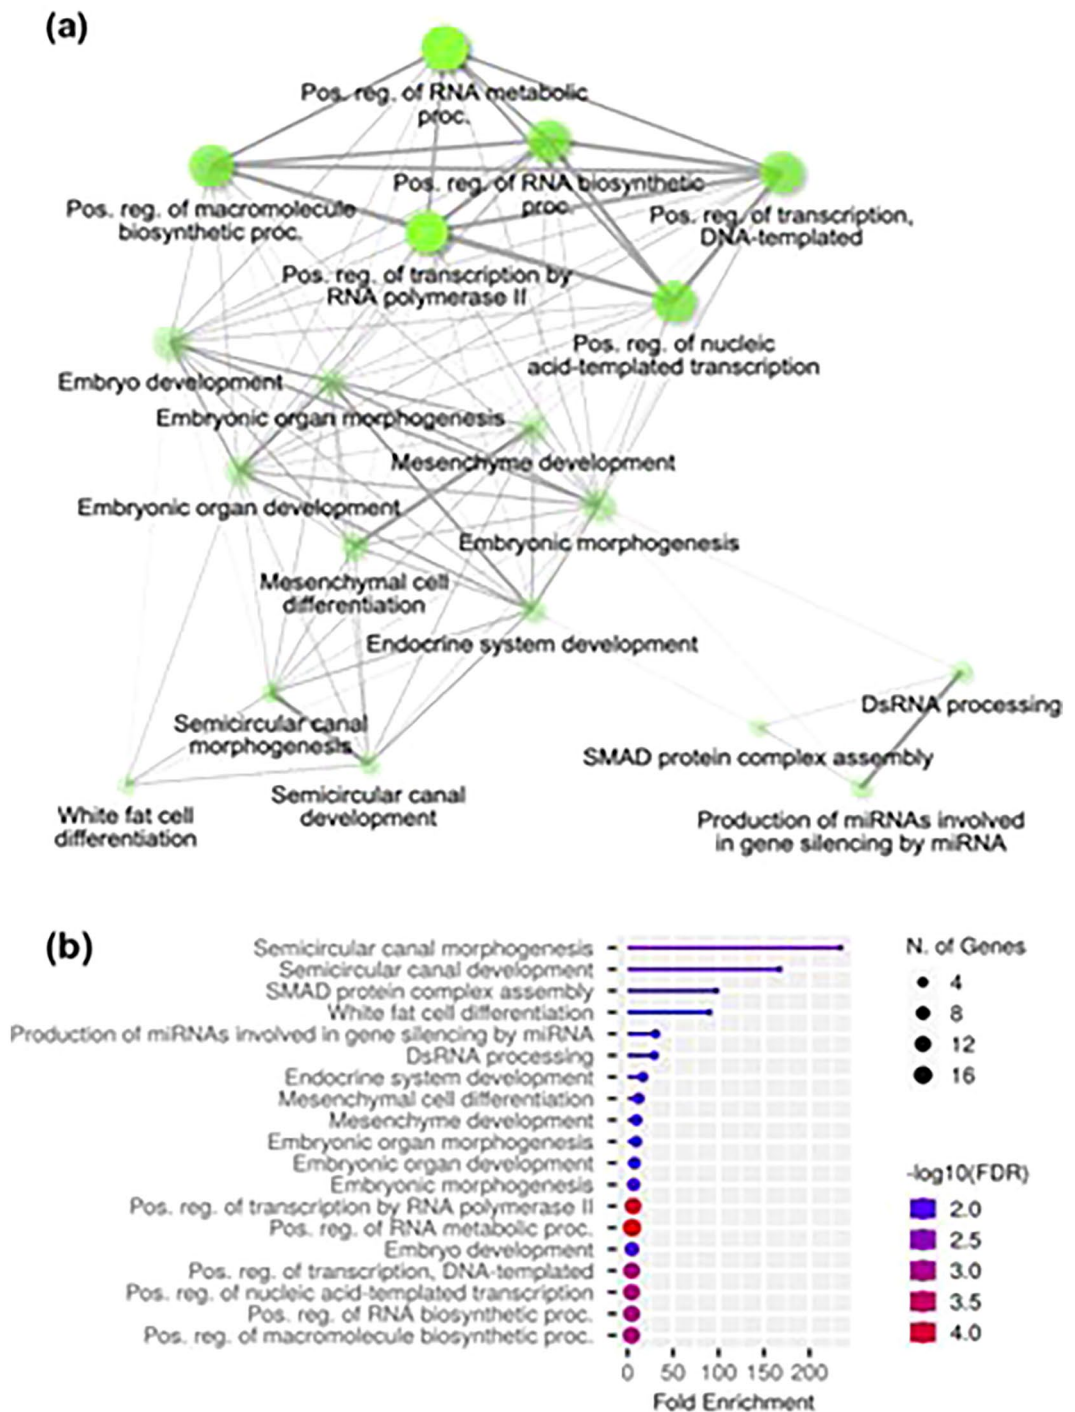 (a)
Pos. reg. of RNA metabolic
proc.
Pos. reg. of RNA biosynthetic
proc.
Pos. reg. of macromolecule
biosynthetic proc.
Pos. reg. of transcription,
DNA-templated
Pos. reg. of transcription by
RNA polymerase II
Pos. reg. of nucleic
acid-templated transcription
Embryo development
Embryonic organ morphogenesis
Mesenchyme development
Embryonic organ development
Embryonic morphogenesis
Mesenchymal cell
differentiation
Endocrine system development
DsRNA processing
Semicircular canal
morphogenesis
SMAD protein complex assembly
Semicircular canal
development
White fat cell
differentiation
Production of miRNAs involved
in gene silencing by miRNA
(b)
Semicircular canal morphogenesis
Semicircular canal development
SMAD protein complex assembly
White fat cell differentiation
Production of miRNAs involved in gene silencing by miRNA
DsRNA processing
Endocrine system development
Mesenchymal cell differentiation
Mesenchyme development
Embryonic organ morphogenesis
Embryonic organ development
Embryonic morphogenesis
Pos. reg. of transcription by RNA polymerase II
Pos. reg. of RNA metabolic proc.
Embryo development
Pos. reg. of transcription, DNA-templated
Pos. reg. of nucleic acid-templated transcription
Pos. reg. of RNA biosynthetic proc.
Pos. reg. of macromolecule biosynthetic proc.
0 50 100 150 200
Fold Enrichment
N. of Genes
4
8
12
16
-log10(FDR)
2.0
2.5
3.0
3.5
4.0